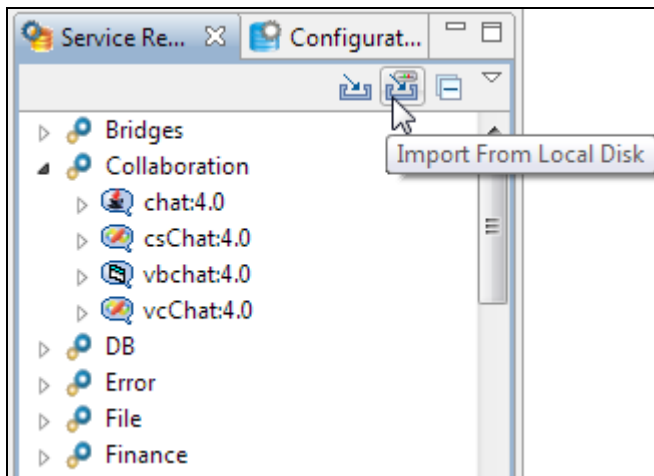 Service Re... Configurat...
Import From Local Disk
Bridges
Collaboration
chat:4.0
csChat:4.0
vbchat:4.0
vcChat:4.0
DB
Error
File
Finance